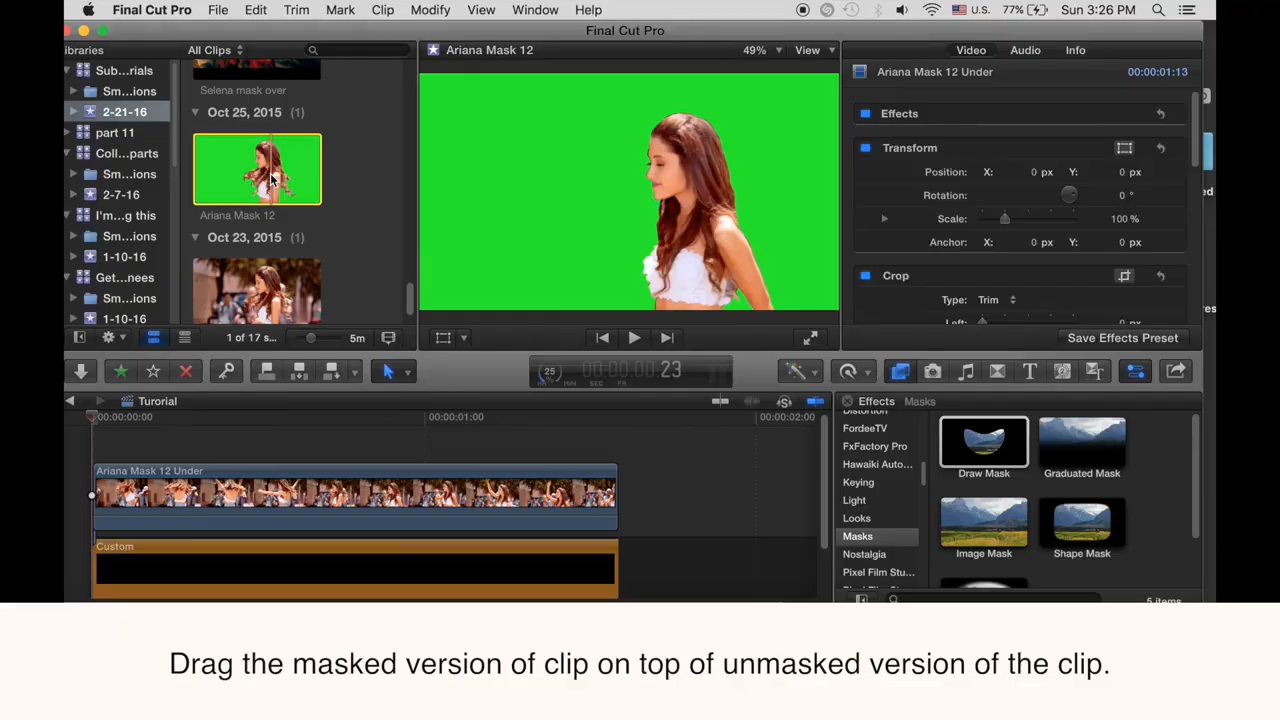 Final Cut Pro File Edit Trim Mark Clip Modify View Window Help U.S. 77% Sun 3:26 PM
Final Cut Pro
ibraries All Clips Ariana Mask 12 49% View Video Audio Info
Sub...rials
Sm...ions
2-21-16
part 11
Coll...parts
Sm...ions
2-7-16
I'm...g this
Sm...ions
1-10-16
Get...nees
Sm...ions
1-10-16
Selena mask over
Oct 25, 2015 (1)
Ariana Mask 12
Oct 23, 2015 (1)
1 of 17 s... 5m
Ariana Mask 12 Under 00:00:01:13
Effects
Transform
Position: X: 0 px Y: 0 px
Rotation: 0 °
Scale: 100 %
Anchor: X: 0 px Y: 0 px
Crop
Type: Trim
Left:
Save Effects Preset
25 00:00:00:23
MIN SEC FR
Turorial
00:00:00:00 00:00:01:00 00:00:02:00
Ariana Mask 12 Under
Custom
Effects Masks
Distortion
FordeeTV
FxFactory Pro
Hawaiki Auto...
Keying
Light
Looks
Masks
Nostalgia
Pixel Film Stu...
Draw Mask Graduated Mask
Image Mask Shape Mask
5 items
Drag the masked version of clip on top of unmasked version of the clip.